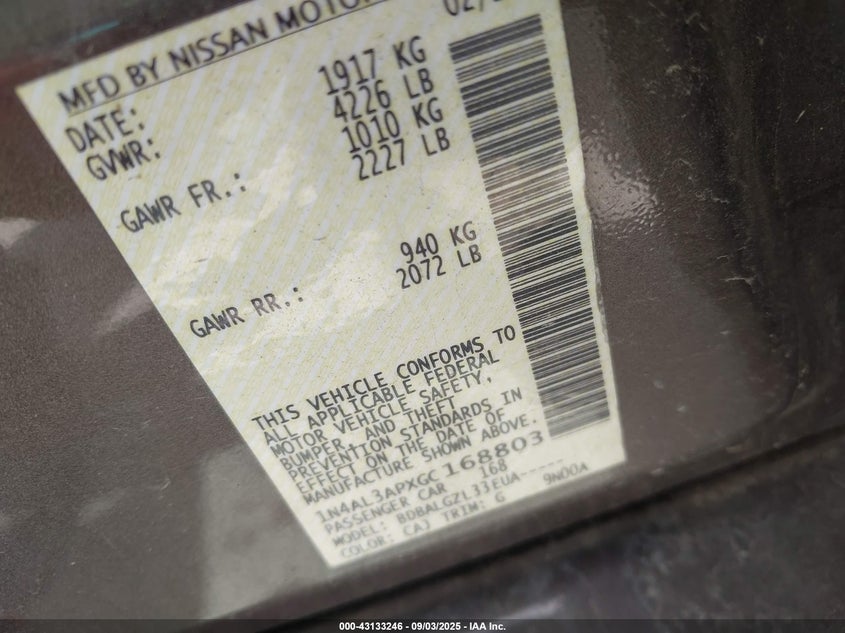 MFD BY NISSAN MOTOR
DATE: 02/
GVWR: 1917 KG
4226 LB
GAWR FR.: 1010 KG
2227 LB
GAWR RR.: 940 KG
2072 LB
THIS VEHICLE CONFORMS TO
ALL APPLICABLE FEDERAL
MOTOR VEHICLE SAFETY,
BUMPER, AND THEFT
PREVENTION STANDARDS IN
EFFECT ON THE DATE OF
MANUFACTURE SHOWN ABOVE.
1N4AL3APXGC168803
PASSENGER CAR 168
MODEL: BDBALGZL33EUA-----
COLOR: CAJ TRIM: G 9N00A
000-43133246 - 09/03/2025 - IAA Inc.